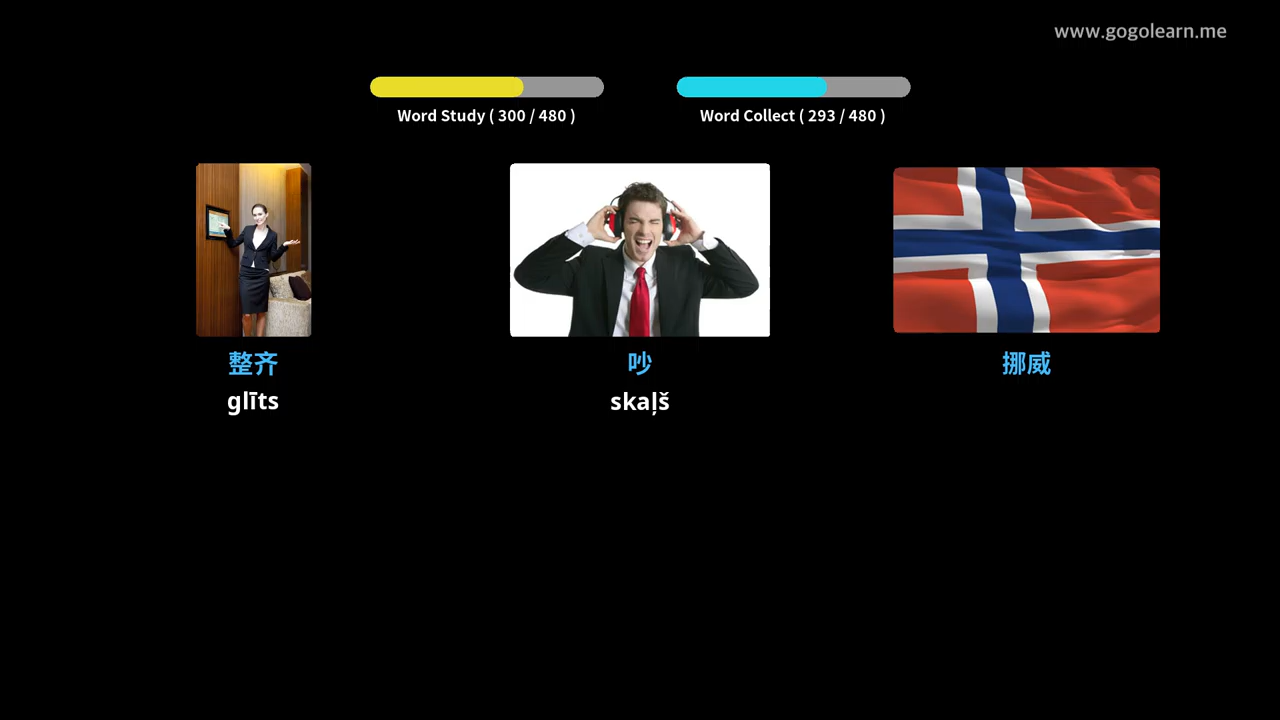 www.gogolearn.me
Word Study ( 300 / 480 )
Word Collect ( 293 / 480 )
整齐
glīts
吵
skaļš
挪威